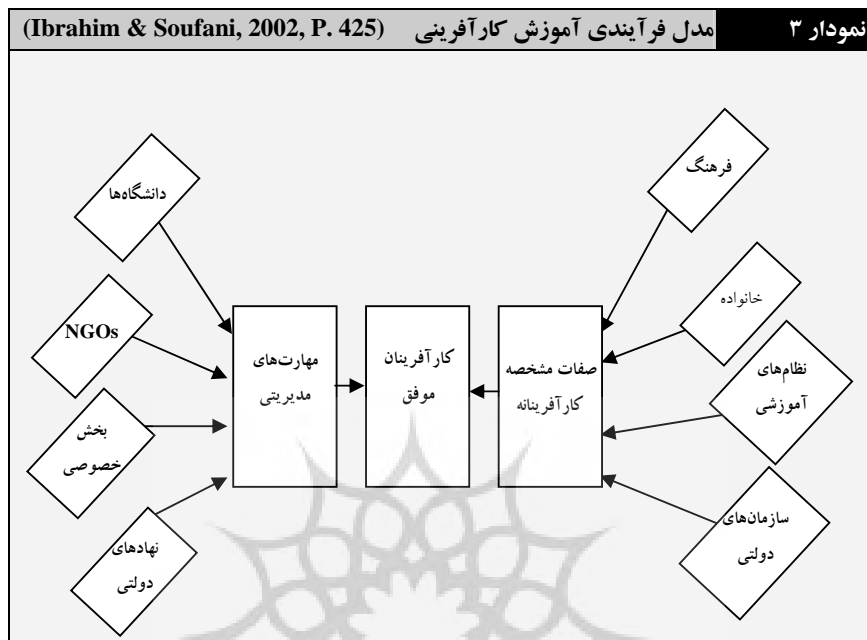 نمودار ۳ مدل فرآیندی آموزش کارآفرینی (Ibrahim & Soufani, 2002, P. 425)
فرهنگ
خانواده
نظام‌های
آموزشی
سازمان‌های
دولتی
صفات مشخصه
کارآفرینانه
کارآفرینان
موفق
مهارت‌های
مدیریتی
دانشگاه‌ها
NGOs
بخش
خصوصی
نهادهای
دولتی